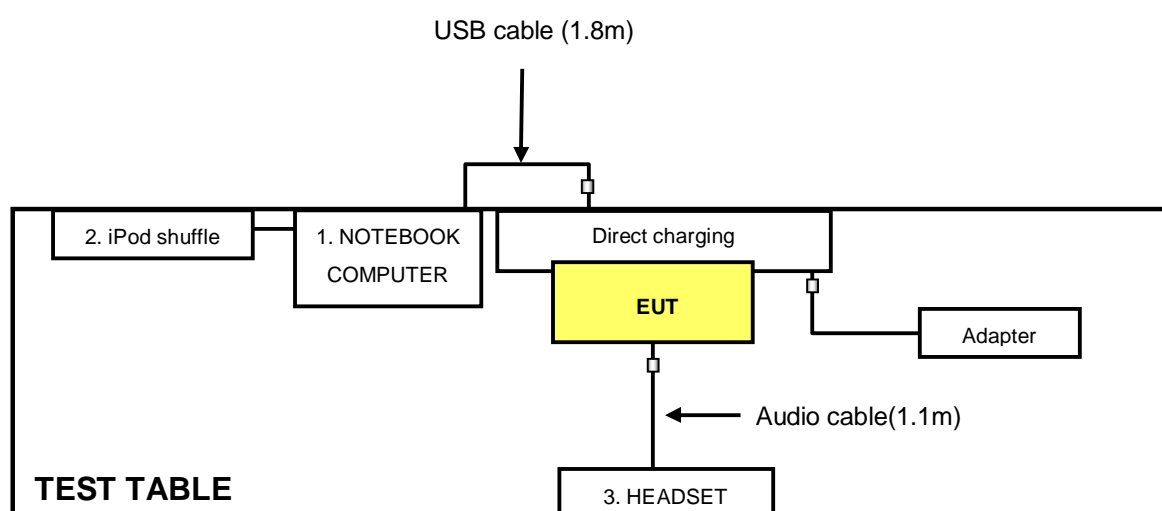 USB cable (1.8m)
2. iPod shuffle
1. NOTEBOOK
COMPUTER
Direct charging
EUT
Adapter
Audio cable(1.1m)
TEST TABLE
3. HEADSET